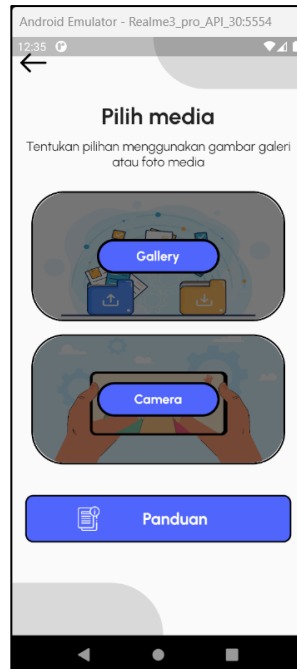 Android Emulator - Realme3_pro_API_30:5554
12:35
Pilih media
Tentukan pilihan menggunakan gambar galeri
atau foto media
Gallery
Camera
Panduan